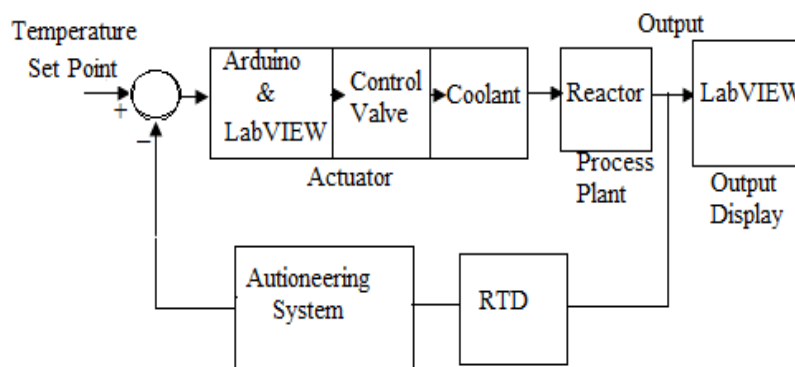 Temperature
Set Point
+
−
Arduino
&
LabVIEW
Control
Valve
Coolant
Actuator
Reactor
Process
Plant
Output
LabVIEW
Output
Display
Autioneering
System
RTD